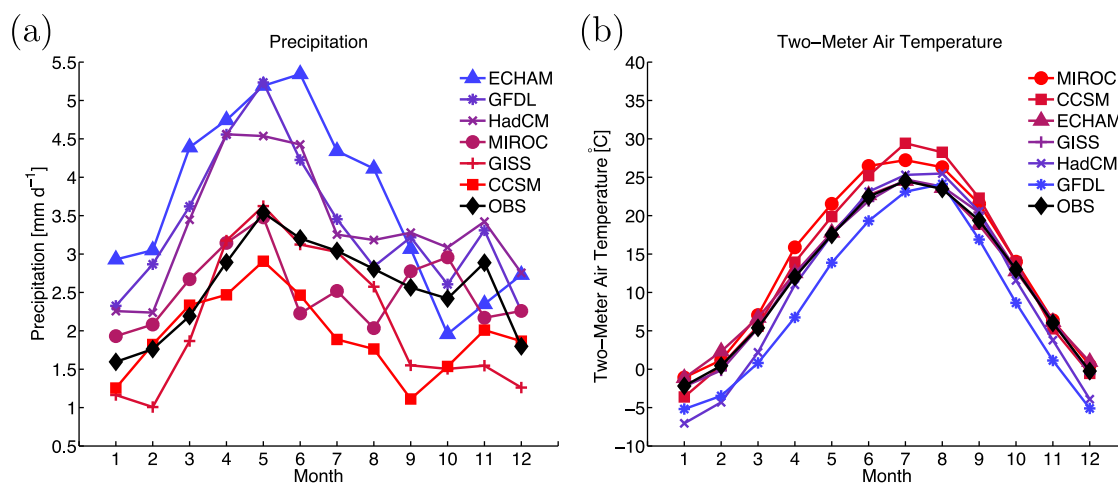 (a)
Precipitation
Precipitation [mm d⁻¹]
5.5
5
4.5
4
3.5
3
2.5
2
1.5
1
0.5
ECHAM
GFDL
HadCM
MIROC
GISS
CCSM
OBS
1 2 3 4 5 6 7 8 9 10 11 12
Month
(b)
Two−Meter Air Temperature
Two−Meter Air Temperature [°C]
40
35
30
25
20
15
10
5
0
−5
−10
MIROC
CCSM
ECHAM
GISS
HadCM
GFDL
OBS
1 2 3 4 5 6 7 8 9 10 11 12
Month